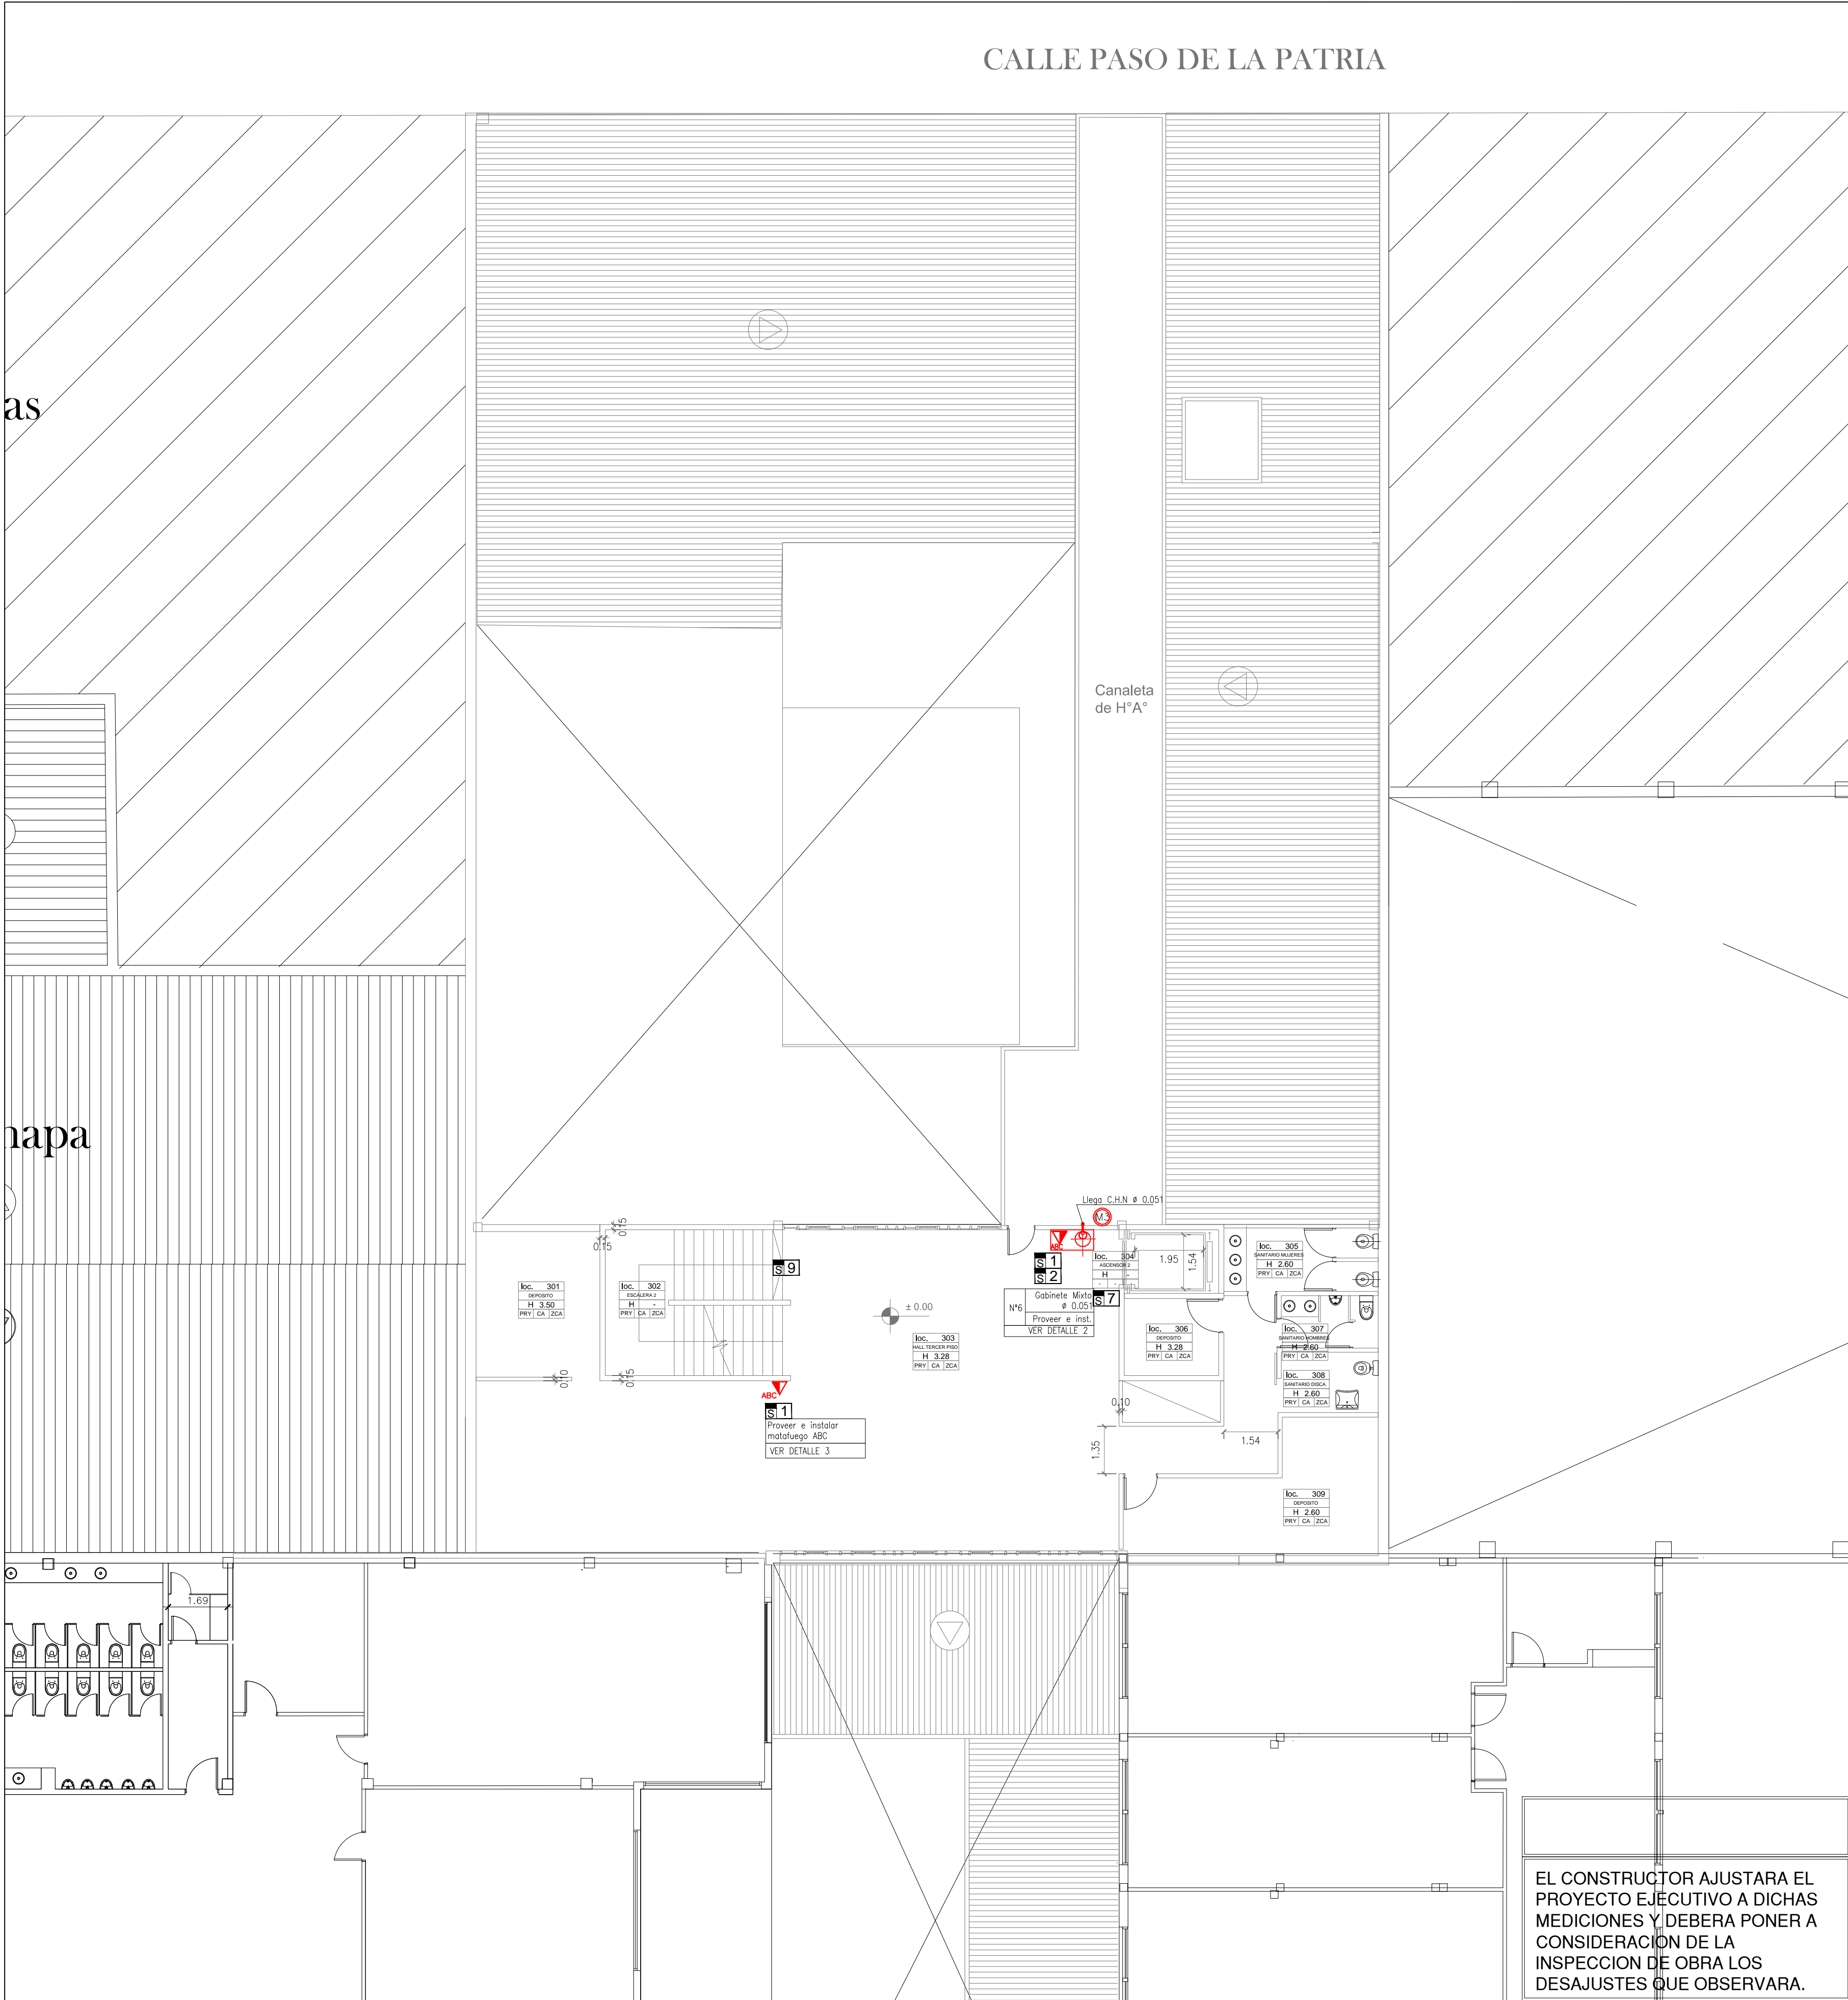 CALLE PASO DE LA PATRIA
as
Canaleta
de H°A°
napa
Llega C.H.N ø 0.051
M3
ABC
0.15
0.15
S 9
S 1
S 2
loc. 304
ASCENSOR 2
H -
- - -
1.95
1.54
loc. 305
SANITARIO MUJERES
H 2.60
PRY CA ZCA
loc. 301
DEPOSITO
H 3.50
PRY CA ZCA
loc. 302
ESCALERA 2
H -
PRY CA ZCA
± 0.00
N°6
Gabinete Mixto
ø 0.051
Proveer e inst.
VER DETALLE 2
S 7
loc. 303
HALL TERCER PISO
H 3.28
PRY CA ZCA
loc. 306
DEPOSITO
H 3.28
PRY CA ZCA
loc. 307
SANITARIO HOMBRES
H 2.60
PRY CA ZCA
loc. 308
SANITARIO DISCA.
H 2.60
PRY CA ZCA
0.10
0.15
ABC
S 1
Proveer e instalar
matafuego ABC
VER DETALLE 3
0.10
1.35
1.54
loc. 309
DEPOSITO
H 2.60
PRY CA ZCA
1.69
EL CONSTRUCTOR AJUSTARA EL
PROYECTO EJECUTIVO A DICHAS
MEDICIONES Y DEBERA PONER A
CONSIDERACION DE LA
INSPECCION DE OBRA LOS
DESAJUSTES QUE OBSERVARA.